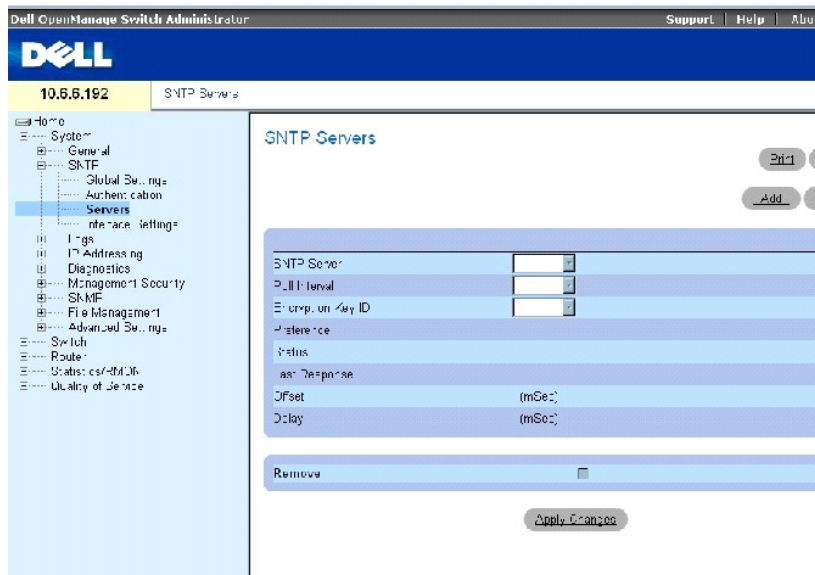 Dell OpenManage Switch Administrator
Support | Help | Abu
DELL
10.6.6.192
SNTP Servers
Home
System
General
SNTP
Global Settings
Authentication
Servers
Interface Settings
Logs
IP Addressing
Diagnostics
Management Security
SNMP
File Management
Advanced Settings
Switch
Router
Statistics/RMON
Quality of Service
SNTP Servers
Print
Add
SNTP Server
Poll Interval
Encryption Key ID
Preference
Status
Last Response
Offset (mSec)
Delay (mSec)
Remove
Apply Changes